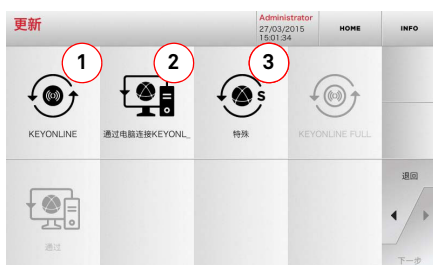 更新
Administrator
27/03/2015
15:01:34
HOME
INFO
1
2
3
S
KEYONLINE
通过电脑连接KEYONL_
特殊
KEYONLINE FULL
退回
通过
下一步